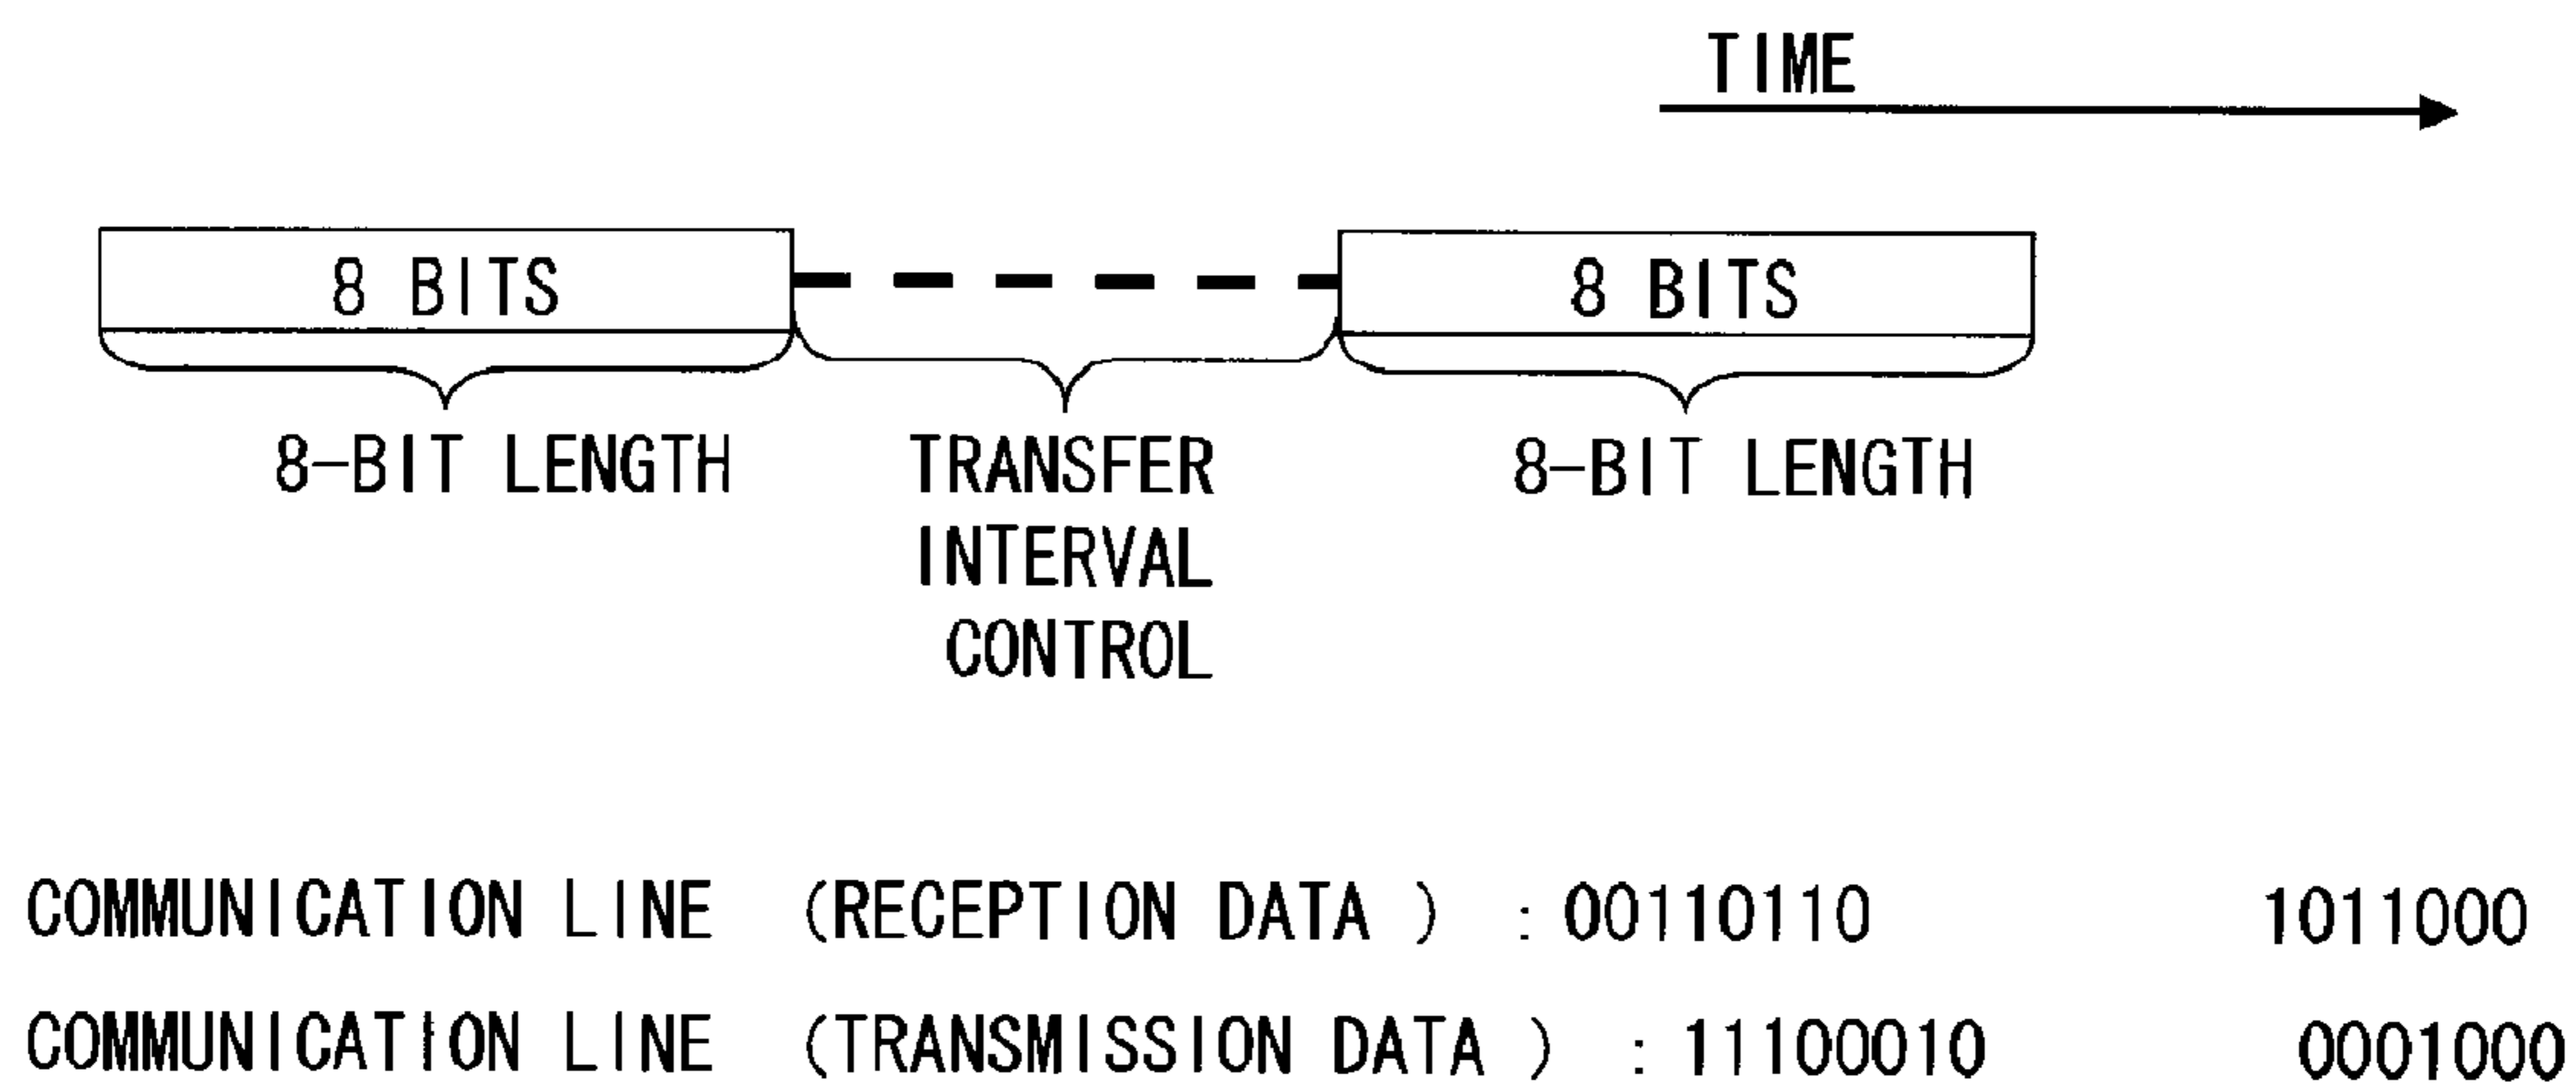 TIME
8 BITS 8 BITS
8-BIT LENGTH TRANSFER INTERVAL CONTROL 8-BIT LENGTH
COMMUNICATION LINE (RECEPTION DATA ) : 00110110 1011000
COMMUNICATION LINE (TRANSMISSION DATA ) : 11100010 0001000